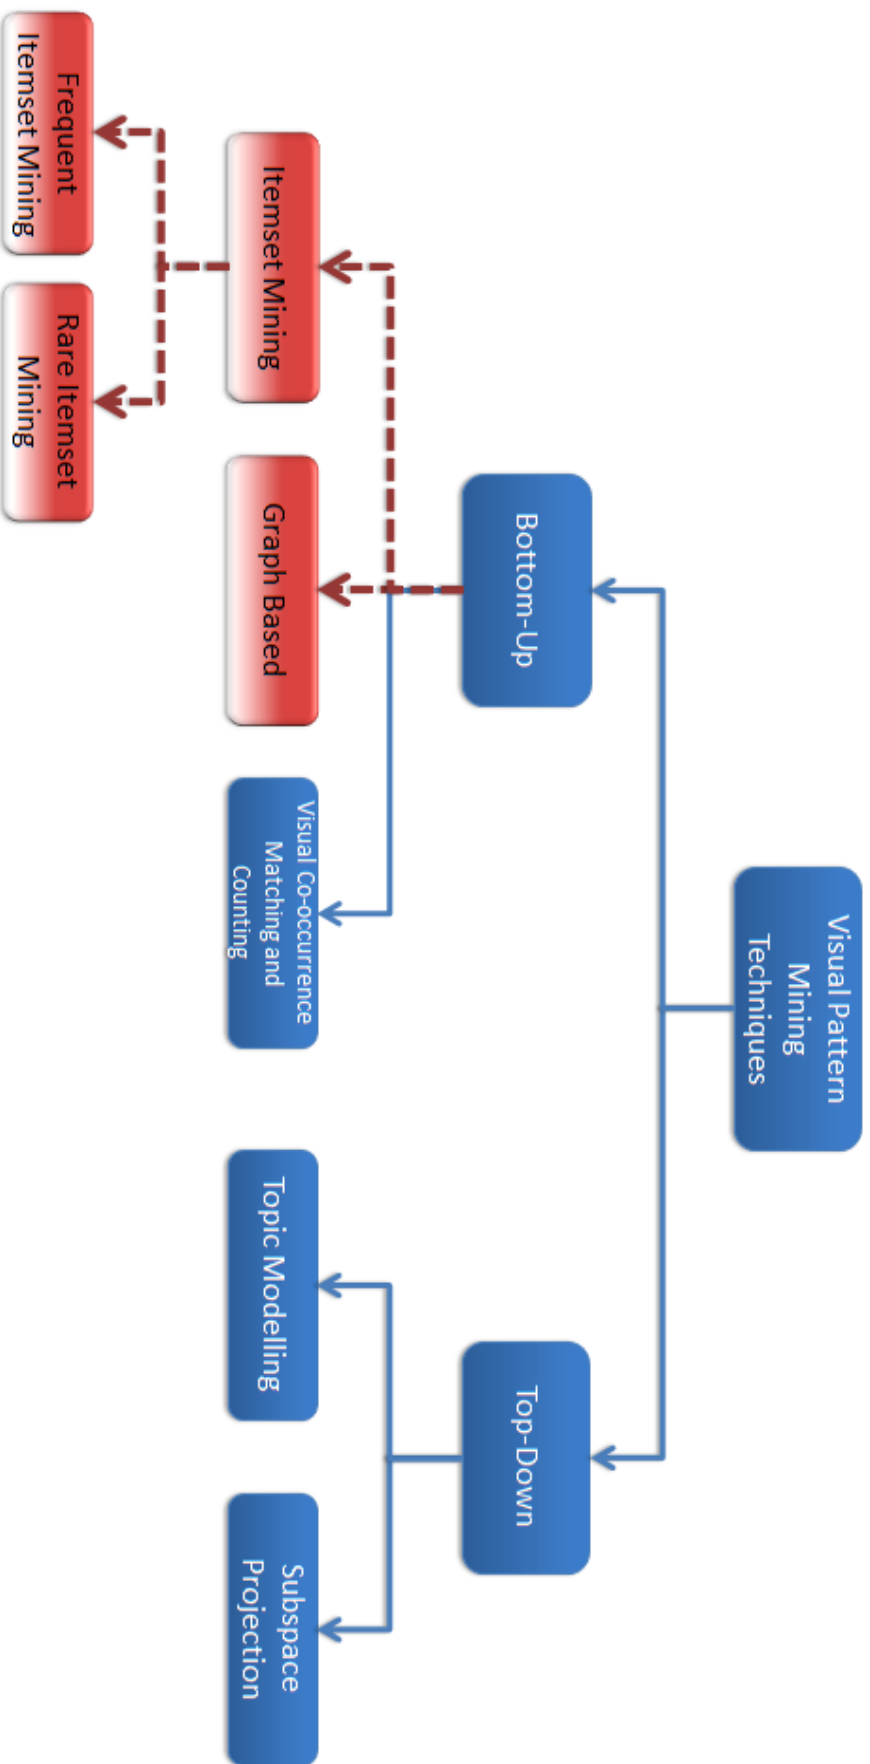 Visual Pattern
Mining
Techniques
Bottom-Up
Top-Down
Itemset Mining
Graph Based
Visual Co-occurrence
Matching and
Counting
Topic Modelling
Subspace
Projection
Frequent
Itemset Mining
Rare Itemset
Mining